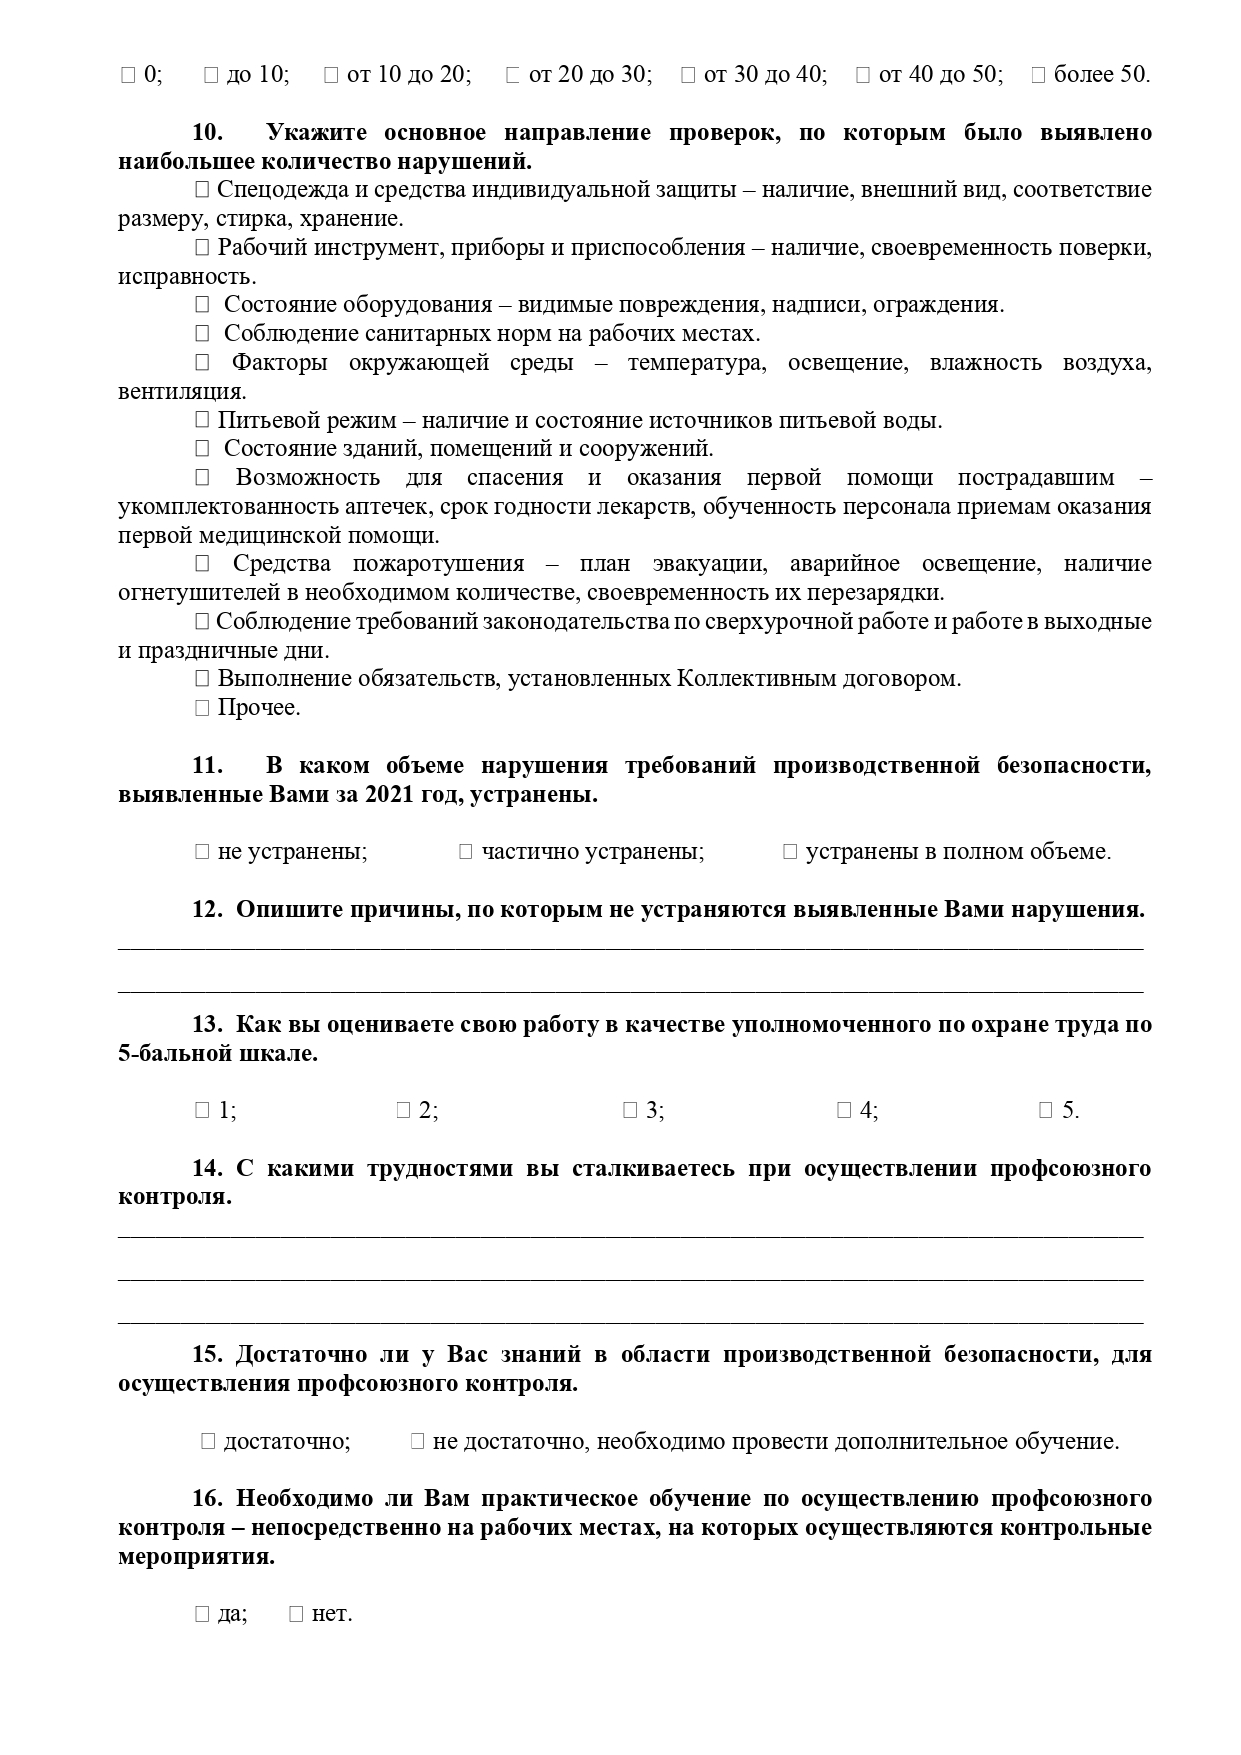 ☐ 0; ☐ до 10; ☐ от 10 до 20; ☐ от 20 до 30; ☐ от 30 до 40; ☐ от 40 до 50; ☐ более 50.
10. Укажите основное направление проверок, по которым было выявлено
наибольшее количество нарушений.
☐ Спецодежда и средства индивидуальной защиты – наличие, внешний вид, соответствие
размеру, стирка, хранение.
☐ Рабочий инструмент, приборы и приспособления – наличие, своевременность поверки,
исправность.
☐ Состояние оборудования – видимые повреждения, надписи, ограждения.
☐ Соблюдение санитарных норм на рабочих местах.
☐ Факторы окружающей среды – температура, освещение, влажность воздуха,
вентиляция.
☐ Питьевой режим – наличие и состояние источников питьевой воды.
☐ Состояние зданий, помещений и сооружений.
☐ Возможность для спасения и оказания первой помощи пострадавшим –
укомплектованность аптечек, срок годности лекарств, обученность персонала приемам оказания
первой медицинской помощи.
☐ Средства пожаротушения – план эвакуации, аварийное освещение, наличие
огнетушителей в необходимом количестве, своевременность их перезарядки.
☐ Соблюдение требований законодательства по сверхурочной работе и работе в выходные
и праздничные дни.
☐ Выполнение обязательств, установленных Коллективным договором.
☐ Прочее.
11. В каком объеме нарушения требований производственной безопасности,
выявленные Вами за 2021 год, устранены.
☐ не устранены; ☐ частично устранены; ☐ устранены в полном объеме.
12. Опишите причины, по которым не устраняются выявленные Вами нарушения.
13. Как вы оцениваете свою работу в качестве уполномоченного по охране труда по
5-бальной шкале.
☐ 1; ☐ 2; ☐ 3; ☐ 4; ☐ 5.
14. С какими трудностями вы сталкиваетесь при осуществлении профсоюзного
контроля.
15. Достаточно ли у Вас знаний в области производственной безопасности, для
осуществления профсоюзного контроля.
☐ достаточно; ☐ не достаточно, необходимо провести дополнительное обучение.
16. Необходимо ли Вам практическое обучение по осуществлению профсоюзного
контроля – непосредственно на рабочих местах, на которых осуществляются контрольные
мероприятия.
☐ да; ☐ нет.